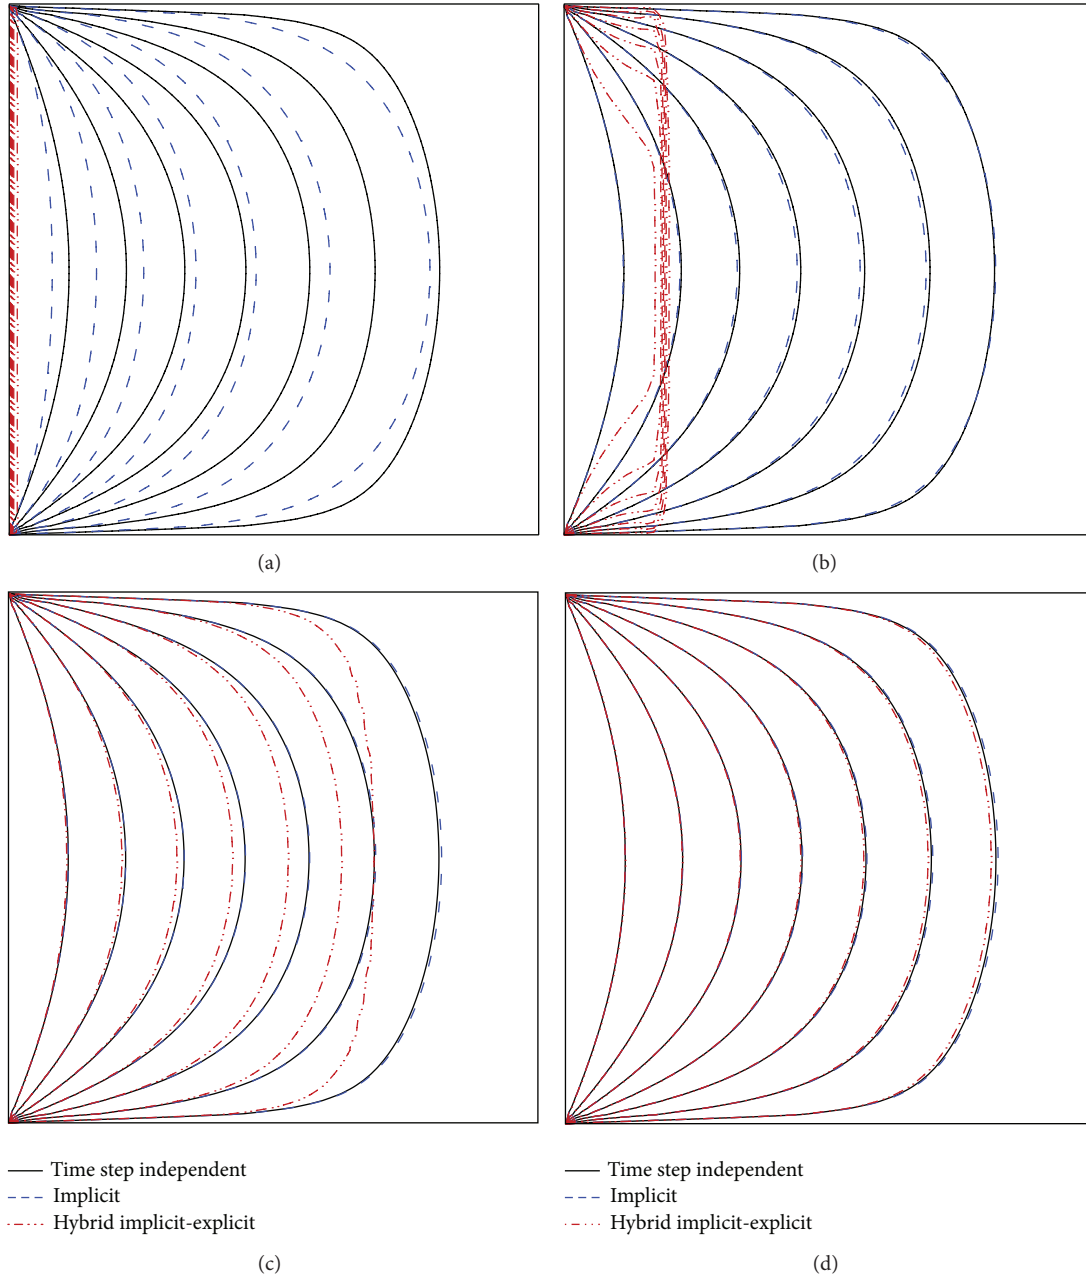 (a)
(b)
Time step independent
Implicit
Hybrid implicit-explicit
(c)
Time step independent
Implicit
Hybrid implicit-explicit
(d)